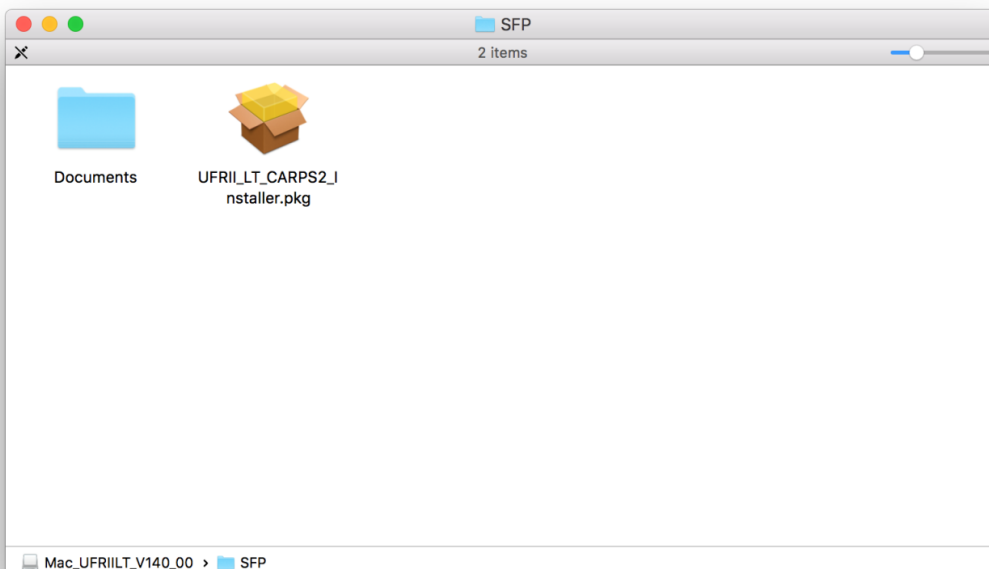 SFP
2 items
Documents
UFRII_LT_CARPS2_I
nstaller.pkg
Mac_UFRIILT_V140_00 › SFP